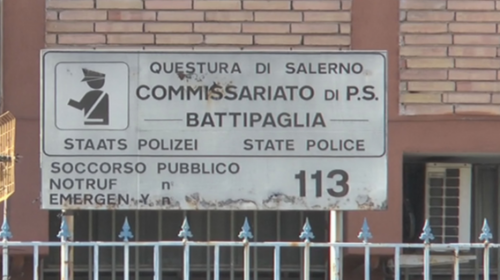 QUESTURA DI SALERNO
COMMISSARIATO DI P.S.
BATTIPAGLIA
STAATS POLIZEI STATE POLICE
SOCCORSO PUBBLICO
NOTRUF n° 113